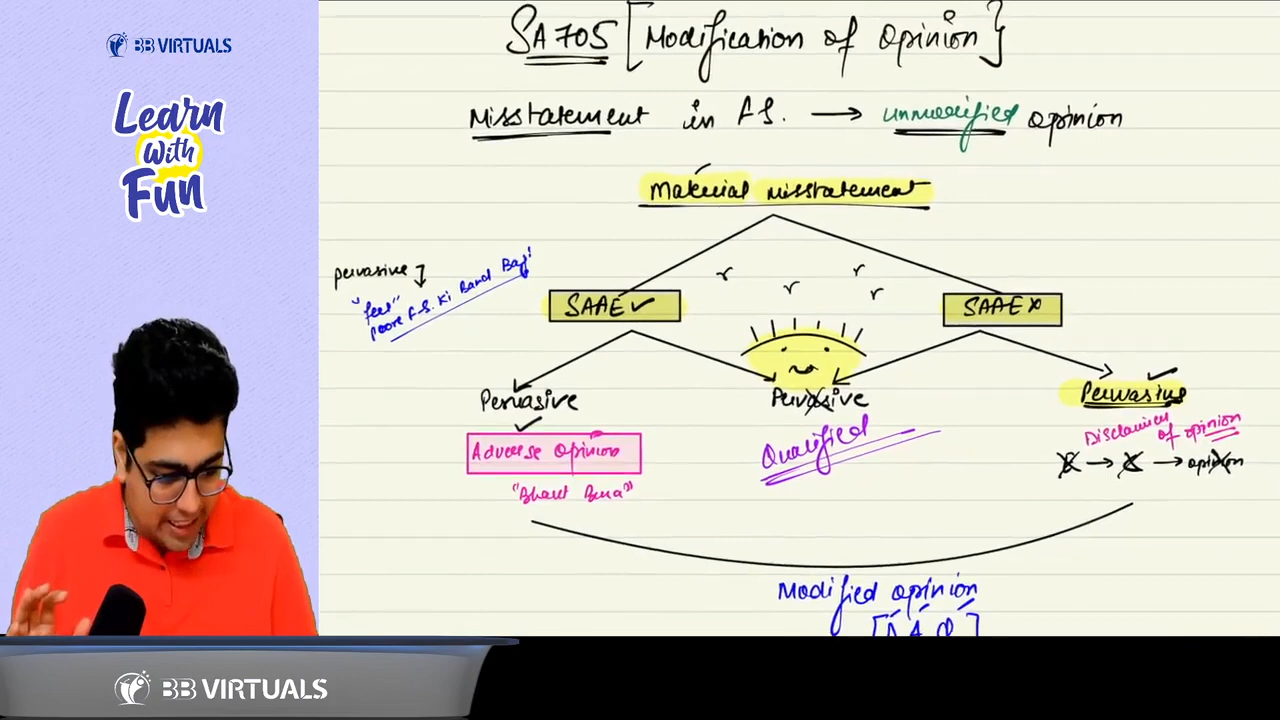 BB VIRTUALS
Learn
With
Fun
SA 705 [Modification of Opinion]
Misstatement in F.S. → unmodified opinion
Material misstatement
pervasive
SAAE ✓
SAAE x
"feel"
poore F.S. Ki Band Baj!
Pervasive
Pervasive
Pervasive
✓
✓
Adverse Opinion
Qualified
Disclaimer
of opinion
→ → opinion
"Bhaut Bura"
Modified opinion
BB VIRTUALS